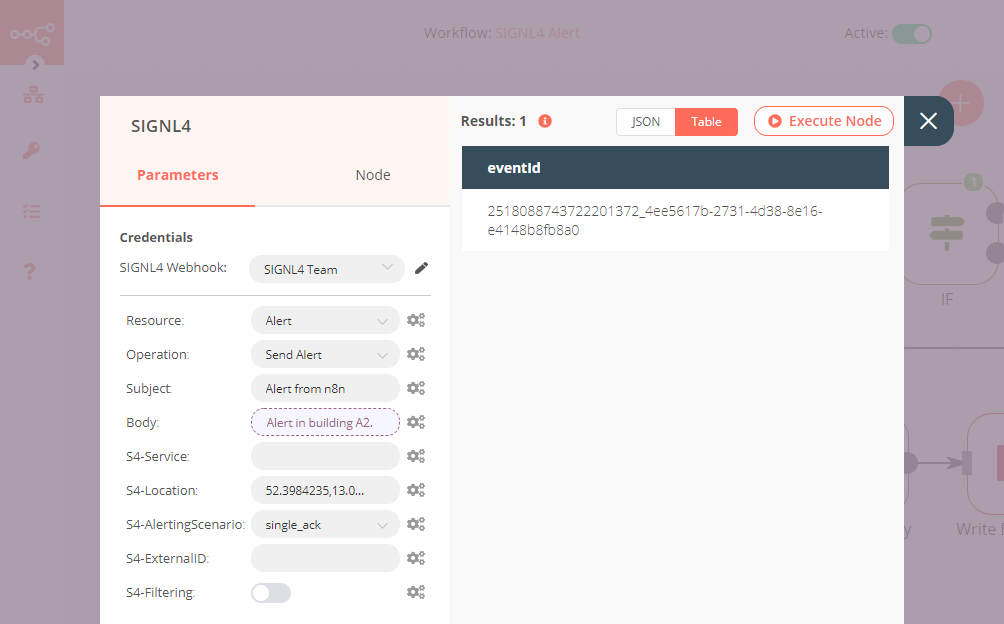 Workflow: SIGNL4 Alert
Active:
SIGNL4
Parameters
Node
Credentials
SIGNL4 Webhook:
SIGNL4 Team
Resource:
Alert
Operation:
Send Alert
Subject:
Alert from n8n
Body:
Alert in building A2.
S4-Service:
S4-Location:
52.3984235,13.0...
S4-AlertingScenario:
single_ack
S4-ExternalID:
S4-Filtering:
Results: 1
JSON
Table
Execute Node
eventId
2518088743722201372_4ee5617b-2731-4d38-8e16-
e4148b8fb8a0
1
IF
Write